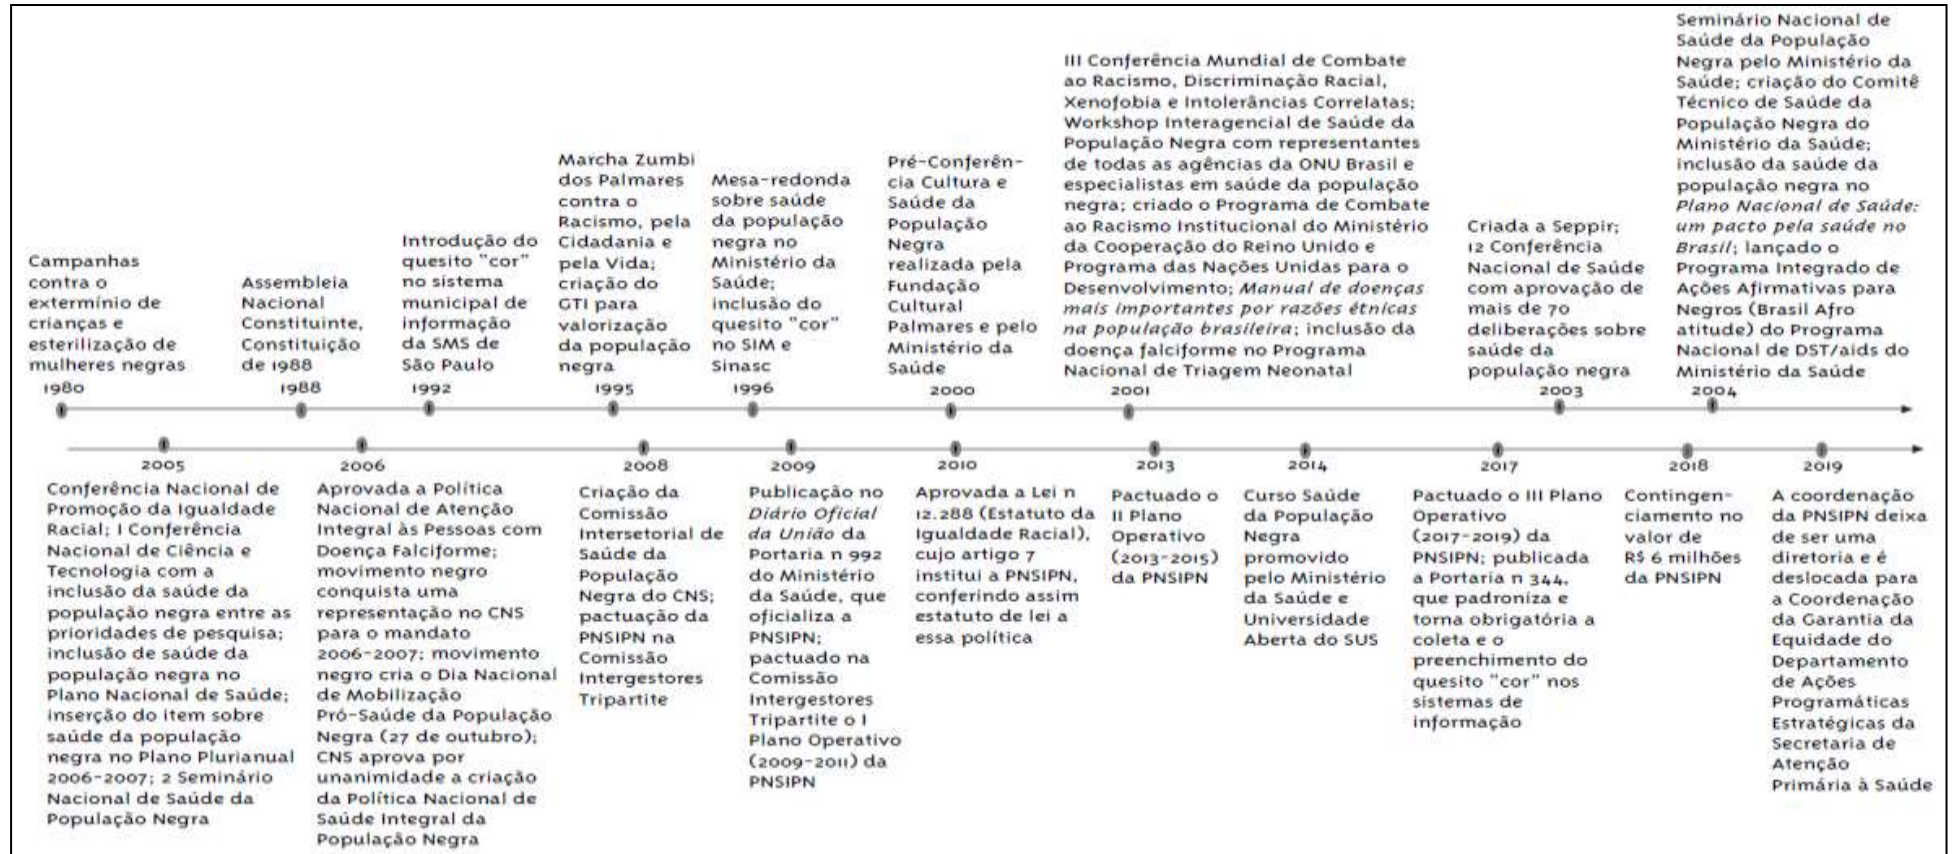 Campanhas
contra o
extermínio de
crianças e
esterilização de
mulheres negras
1980
Assembleia
Nacional
Constituinte,
Constituição
de 1988
1988
Introdução do
quesito "cor"
no sistema
municipal de
informação
da SMS de
São Paulo
1992
Marcha Zumbi
dos Palmares
contra o
Racismo, pela
Cidadania e
pela Vida;
criação do
GTI para
valorização
da população
negra
1995
Mesa-redonda
sobre saúde
da população
negra no
Ministério da
Saúde;
inclusão do
quesito "cor"
no SIM e
Sinasc
1996
Pré-Conferên-
cia Cultura e
Saúde da
População
Negra
realizada pela
Fundação
Cultural
Palmares e pelo
Ministério da
Saúde
2000
III Conferência Mundial de Combate
ao Racismo, Discriminação Racial,
Xenofobia e Intolerâncias Correlatas;
Workshop Interagencial de Saúde da
População Negra com representantes
de todas as agências da ONU Brasil e
especialistas em saúde da população
negra; criado o Programa de Combate
ao Racismo Institucional do Ministério
da Cooperação do Reino Unido e
Programa das Nações Unidas para o
Desenvolvimento; Manual de doenças
mais importantes por razões étnicas
na população brasileira; inclusão da
doença falciforme no Programa
Nacional de Triagem Neonatal
2001
Criada a Seppir;
12 Conferência
Nacional de Saúde
com aprovação de
mais de 70
deliberações sobre
saúde da
população negra
2003
Seminário Nacional de
Saúde da População
Negra pelo Ministério da
Saúde; criação do Comitê
Técnico de Saúde da
População Negra do
Ministério da Saúde;
inclusão da saúde da
população negra no
Plano Nacional de Saúde:
um pacto pela saúde no
Brasil; lançado o
Programa Integrado de
Ações Afirmativas para
Negros (Brasil Afro
atitude) do Programa
Nacional de DST/aids do
Ministério da Saúde
2004
2005
Conferência Nacional de
Promoção da Igualdade
Racial; I Conferência
Nacional de Ciência e
Tecnologia com a
inclusão da saúde da
população negra entre as
prioridades de pesquisa;
inclusão de saúde da
população negra no
Plano Nacional de Saúde;
inserção do item sobre
saúde da população
negra no Plano Plurianual
2006-2007; 2 Seminário
Nacional de Saúde da
População Negra
2006
Aprovada a Política
Nacional de Atenção
Integral às Pessoas com
Doença Falciforme;
movimento negro
conquista uma
representação no CNS
para o mandato
2006-2007; movimento
negro cria o Dia Nacional
de Mobilização
Pró-Saúde da População
Negra (27 de outubro);
CNS aprova por
unanimidade a criação
da Política Nacional de
Saúde Integral da
População Negra
2008
Criação da
Comissão
Intersetorial de
Saúde da
População
Negra do CNS;
pactuação da
PNSIPN na
Comissão
Intergestores
Tripartite
2009
Publicação no
Diário Oficial
da União da
Portaria n 992
do Ministério
da Saúde, que
oficializa a
PNSIPN;
pactuado na
Comissão
Intergestores
Tripartite o I
Plano Operativo
(2009-2011) da
PNSIPN
2010
Aprovada a Lei n
12.288 (Estatuto da
Igualdade Racial),
cujo artigo 7
institui a PNSIPN,
conferindo assim
estatuto de lei a
essa política
2013
Pactuado o
II Plano
Operativo
(2013-2015)
da PNSIPN
2014
Curso Saúde
da População
Negra
promovido
pelo Ministério
da Saúde e
Universidade
Aberta do SUS
2017
Pactuado o III Plano
Operativo
(2017-2019) da
PNSIPN; publicada
a Portaria n 344,
que padroniza e
torna obrigatória a
coleta e o
preenchimento do
quesito "cor" nos
sistemas de
informação
2018
Contingen-
ciamento no
valor de
R$ 6 milhões
da PNSIPN
2019
A coordenação
da PNSIPN deixa
de ser uma
diretoria e é
deslocada para
a Coordenação
da Garantia da
Equidade do
Departamento
de Ações
Programáticas
Estratégicas da
Secretaria de
Atenção
Primária à Saúde